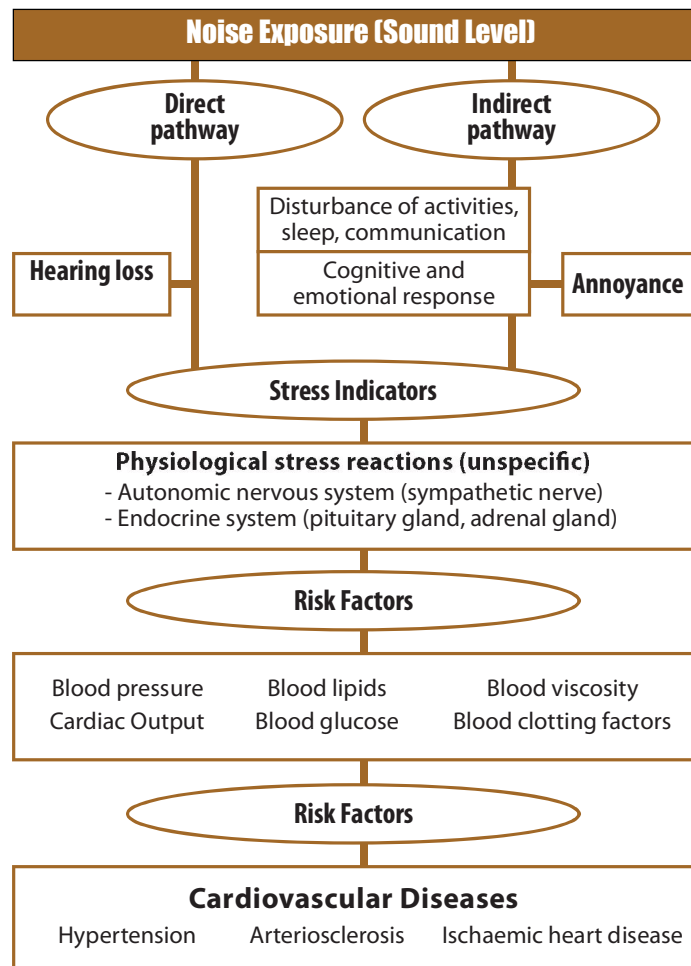 Noise Exposure (Sound Level)
Direct
pathway
Indirect
pathway
Disturbance of activities,
sleep, communication
Hearing loss
Cognitive and
emotional response
Annoyance
Stress Indicators
Physiological stress reactions (unspecific)
- Autonomic nervous system (sympathetic nerve)
- Endocrine system (pituitary gland, adrenal gland)
Risk Factors
Blood pressure Blood lipids Blood viscosity
Cardiac Output Blood glucose Blood clotting factors
Risk Factors
Cardiovascular Diseases
Hypertension Arteriosclerosis Ischaemic heart disease